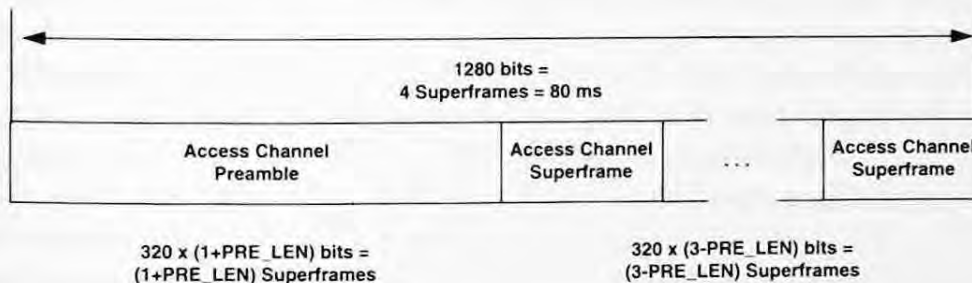 1280 bits =
4 Superframes = 80 ms
Access Channel
Preamble
Access Channel
Superframe
. . .
Access Channel
Superframe
320 x (1+PRE_LEN) bits =
(1+PRE_LEN) Superframes
320 x (3-PRE_LEN) bits =
(3-PRE_LEN) Superframes